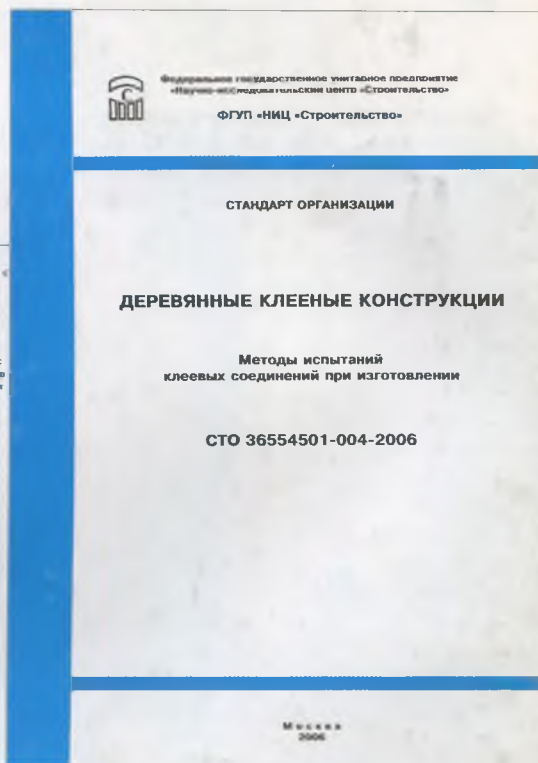 Федеральное государственное унитарное предприятие
«Научно-исследовательский центр «Строительство»
ФГУП «НИЦ «Строительство»
СТАНДАРТ ОРГАНИЗАЦИИ
ДЕРЕВЯННЫЕ КЛЕЕНЫЕ КОНСТРУКЦИИ
Методы испытаний
клеевых соединений при изготовлении
СТО 36554501-004-2006
Москва
2006